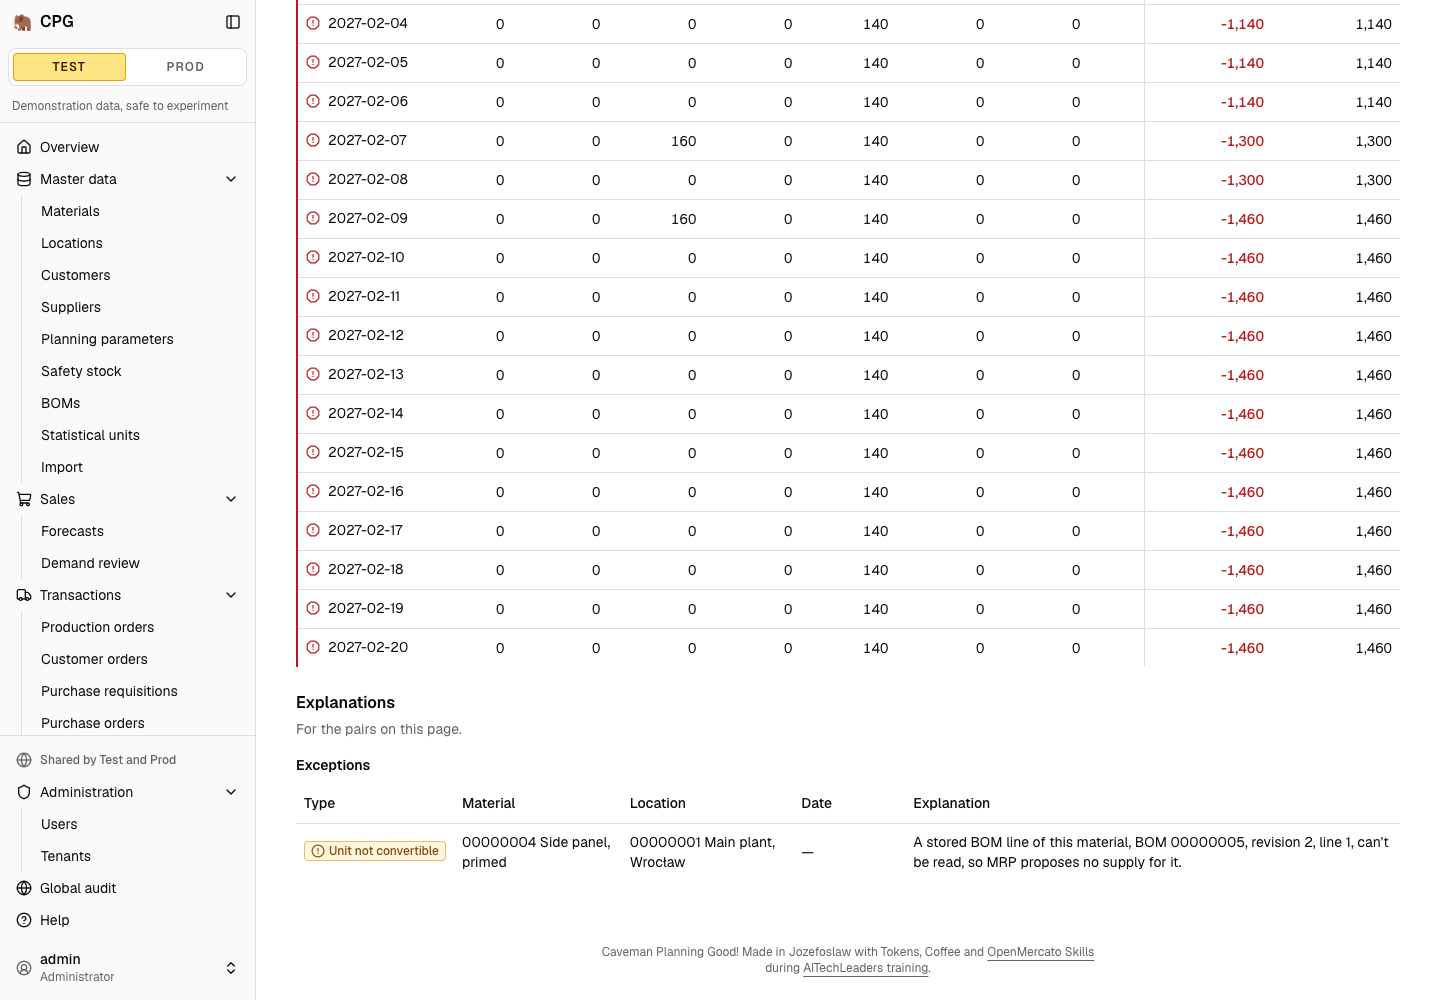 CPG
TEST PROD
Demonstration data, safe to experiment
Overview
Master data
Materials
Locations
Customers
Suppliers
Planning parameters
Safety stock
BOMs
Statistical units
Import
Sales
Forecasts
Demand review
Transactions
Production orders
Customer orders
Purchase requisitions
Purchase orders
Shared by Test and Prod
Administration
Users
Tenants
Global audit
Help
admin
Administrator
2027-02-04 0 0 0 0 140 0 0 -1,140 1,140
2027-02-05 0 0 0 0 140 0 0 -1,140 1,140
2027-02-06 0 0 0 0 140 0 0 -1,140 1,140
2027-02-07 0 0 160 0 140 0 0 -1,300 1,300
2027-02-08 0 0 0 0 140 0 0 -1,300 1,300
2027-02-09 0 0 160 0 140 0 0 -1,460 1,460
2027-02-10 0 0 0 0 140 0 0 -1,460 1,460
2027-02-11 0 0 0 0 140 0 0 -1,460 1,460
2027-02-12 0 0 0 0 140 0 0 -1,460 1,460
2027-02-13 0 0 0 0 140 0 0 -1,460 1,460
2027-02-14 0 0 0 0 140 0 0 -1,460 1,460
2027-02-15 0 0 0 0 140 0 0 -1,460 1,460
2027-02-16 0 0 0 0 140 0 0 -1,460 1,460
2027-02-17 0 0 0 0 140 0 0 -1,460 1,460
2027-02-18 0 0 0 0 140 0 0 -1,460 1,460
2027-02-19 0 0 0 0 140 0 0 -1,460 1,460
2027-02-20 0 0 0 0 140 0 0 -1,460 1,460
Explanations
For the pairs on this page.
Exceptions
Type Material Location Date Explanation
Unit not convertible 00000004 Side panel, primed 00000001 Main plant, Wrocław — A stored BOM line of this material, BOM 00000005, revision 2, line 1, can't be read, so MRP proposes no supply for it.
Caveman Planning Good! Made in Jozefoslaw with Tokens, Coffee and OpenMercato Skills
during AITechLeaders training.